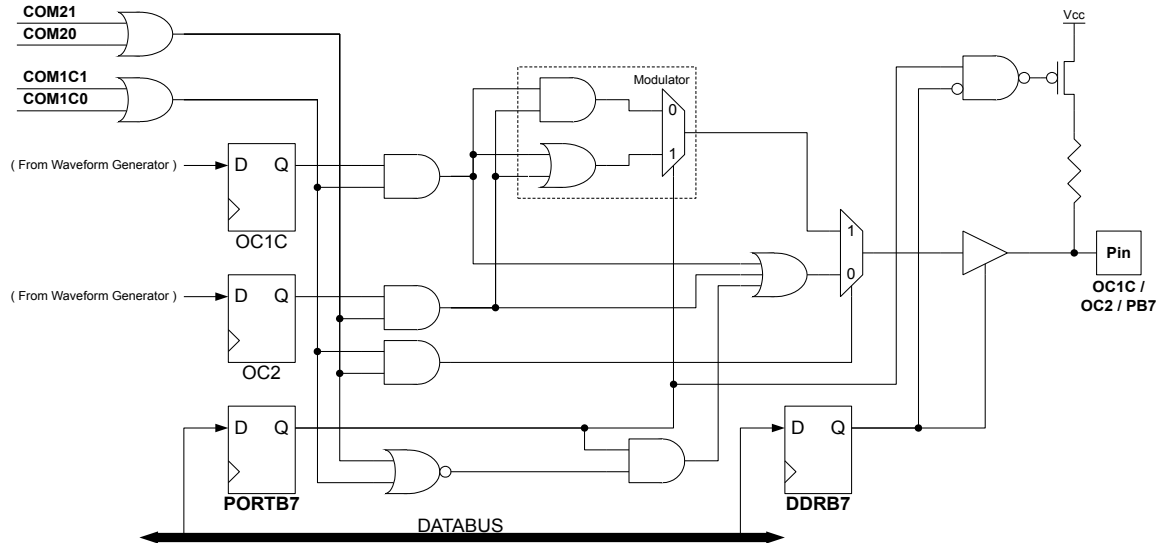 COM21
COM20
Vcc
COM1C1
COM1C0
Modulator
0
1
( From Waveform Generator )
D Q
OC1C
1
0
Pin
OC1C /
OC2 / PB7
( From Waveform Generator )
D Q
OC2
D Q
PORTB7
D Q
DDRB7
DATABUS